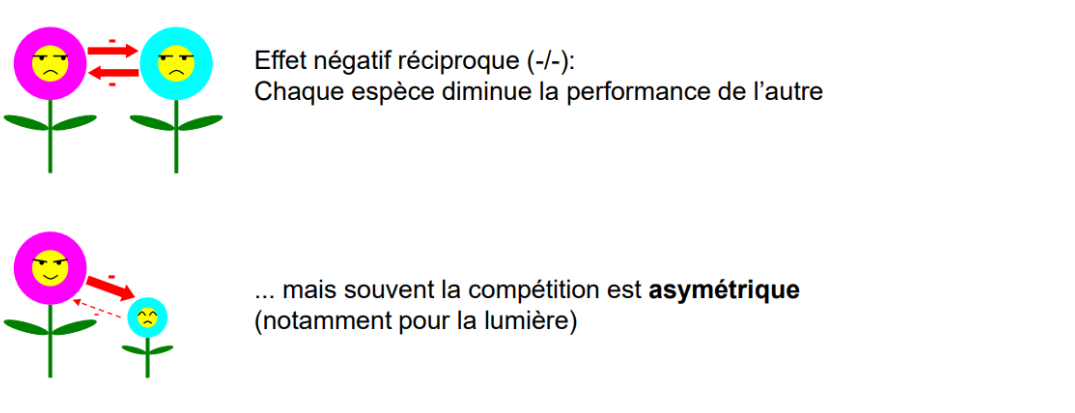 -
-
Effet négatif réciproque (-/-):
Chaque espèce diminue la performance de l’autre
-
-
... mais souvent la compétition est asymétrique
(notamment pour la lumière)